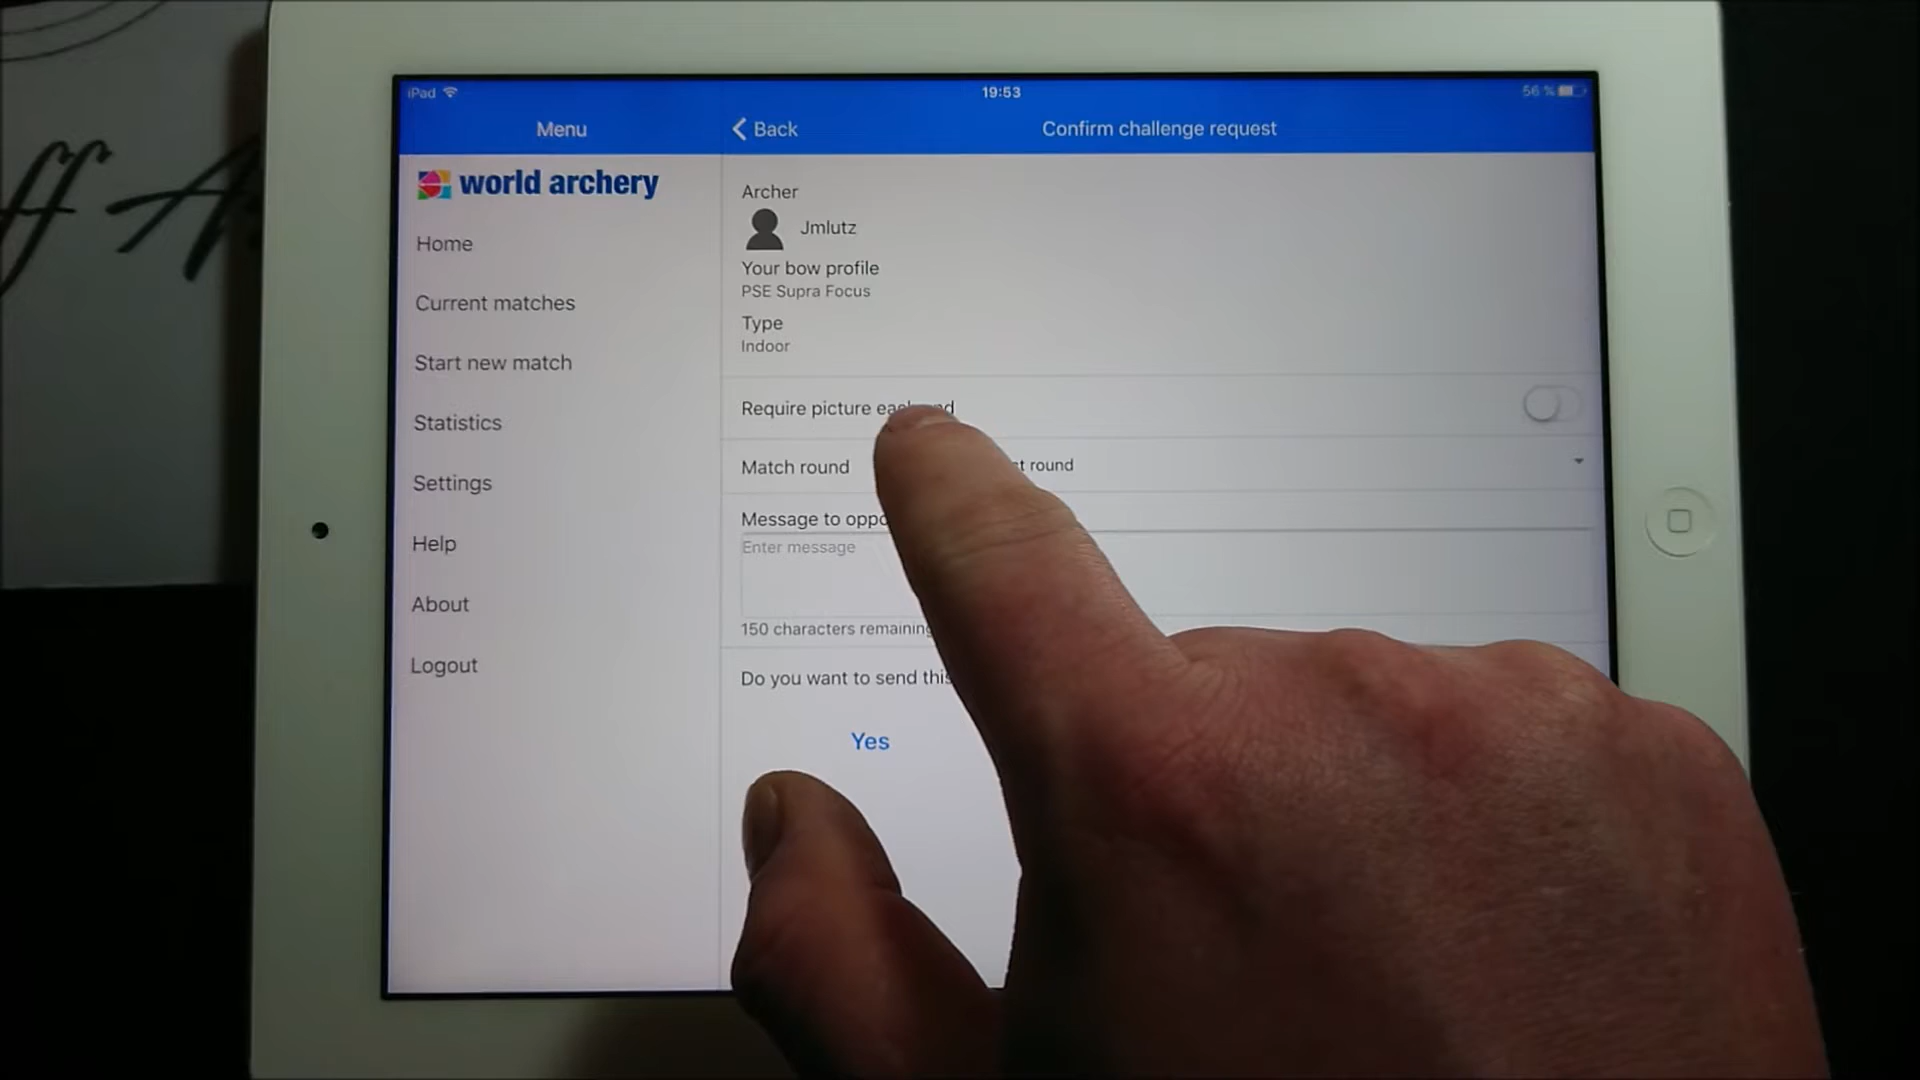 iPad
19:53
56 %
Menu
Back
Confirm challenge request
world archery
Home
Current matches
Start new match
Statistics
Settings
Help
About
Logout
Archer
Jmlutz
Your bow profile
PSE Supra Focus
Type
Indoor
Require picture
Match round
round
Message to
Enter message
150 characters remaining
Do you want to send this
Yes